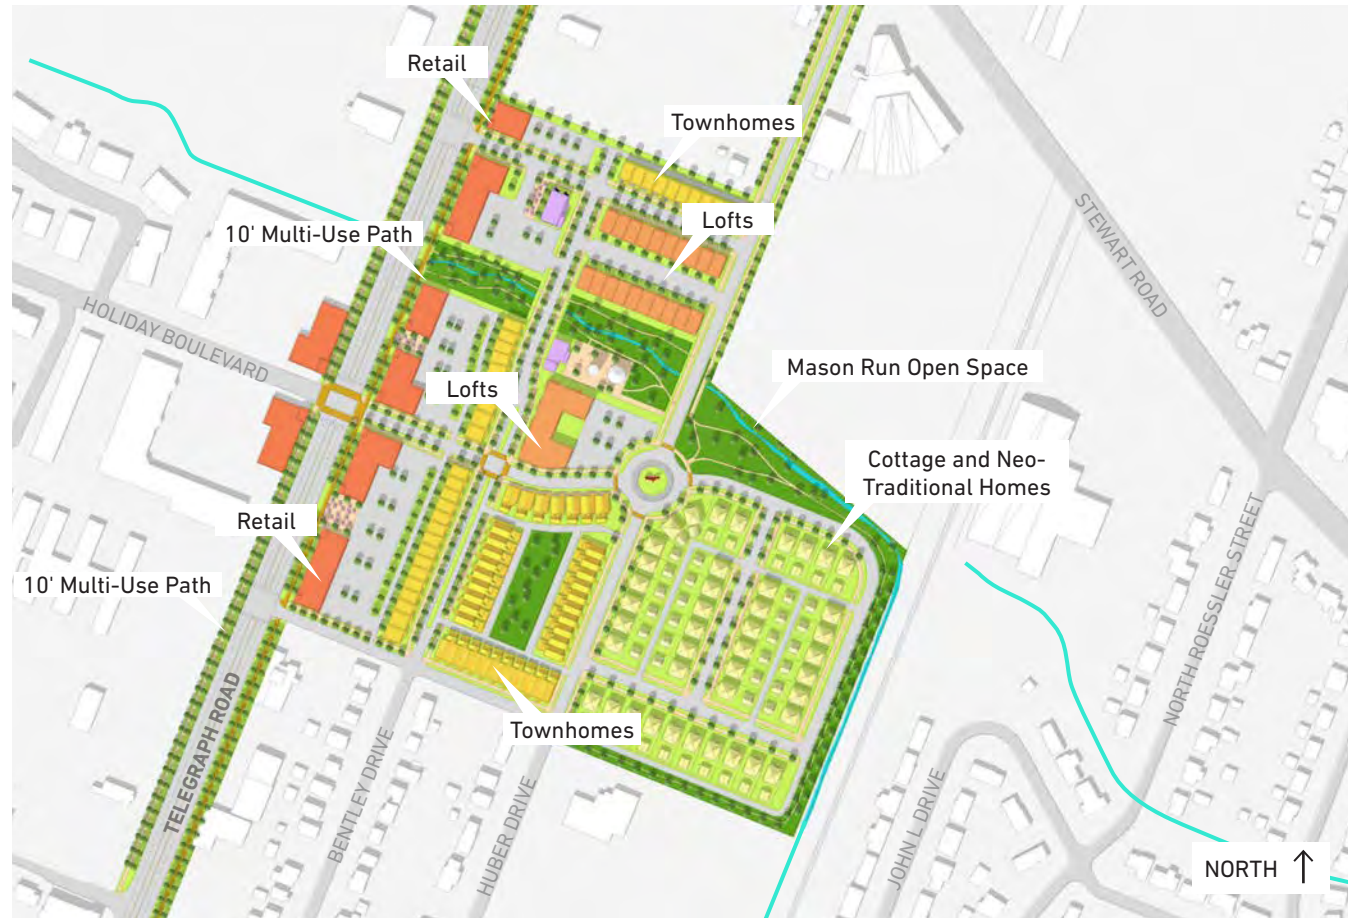 Retail
Townhomes
STEWART ROAD
Lofts
10' Multi-Use Path
HOLIDAY BOULEVARD
Mason Run Open Space
Lofts
Cottage and Neo-
Traditional Homes
Retail
NORTH ROESSLER STREET
10' Multi-Use Path
TELEGRAPH ROAD
Townhomes
BENTLEY DRIVE
HUBER DRIVE
JOHN L DRIVE
NORTH